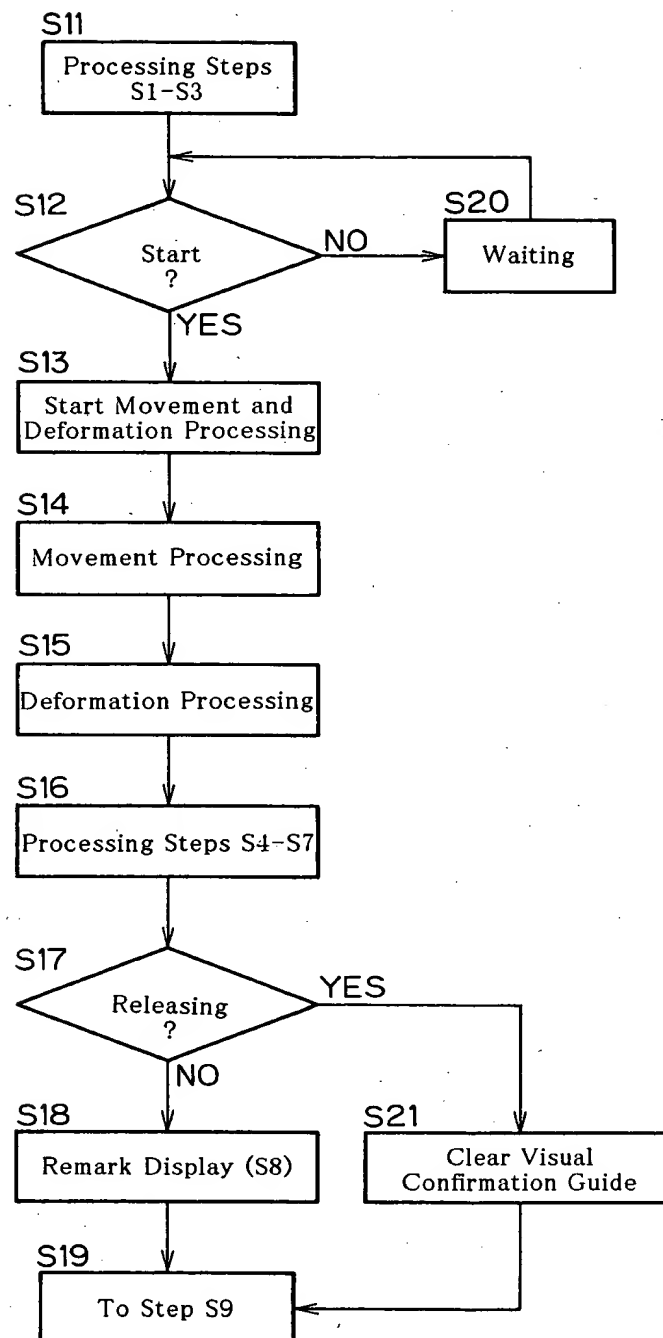 S11
Processing Steps
S1-S3
S12
Start
?
NO
S20
Waiting
YES
S13
Start Movement and
Deformation Processing
S14
Movement Processing
S15
Deformation Processing
S16
Processing Steps S4-S7
S17
Releasing
?
YES
NO
S18
Remark Display (S8)
S21
Clear Visual
Confirmation Guide
S19
To Step S9